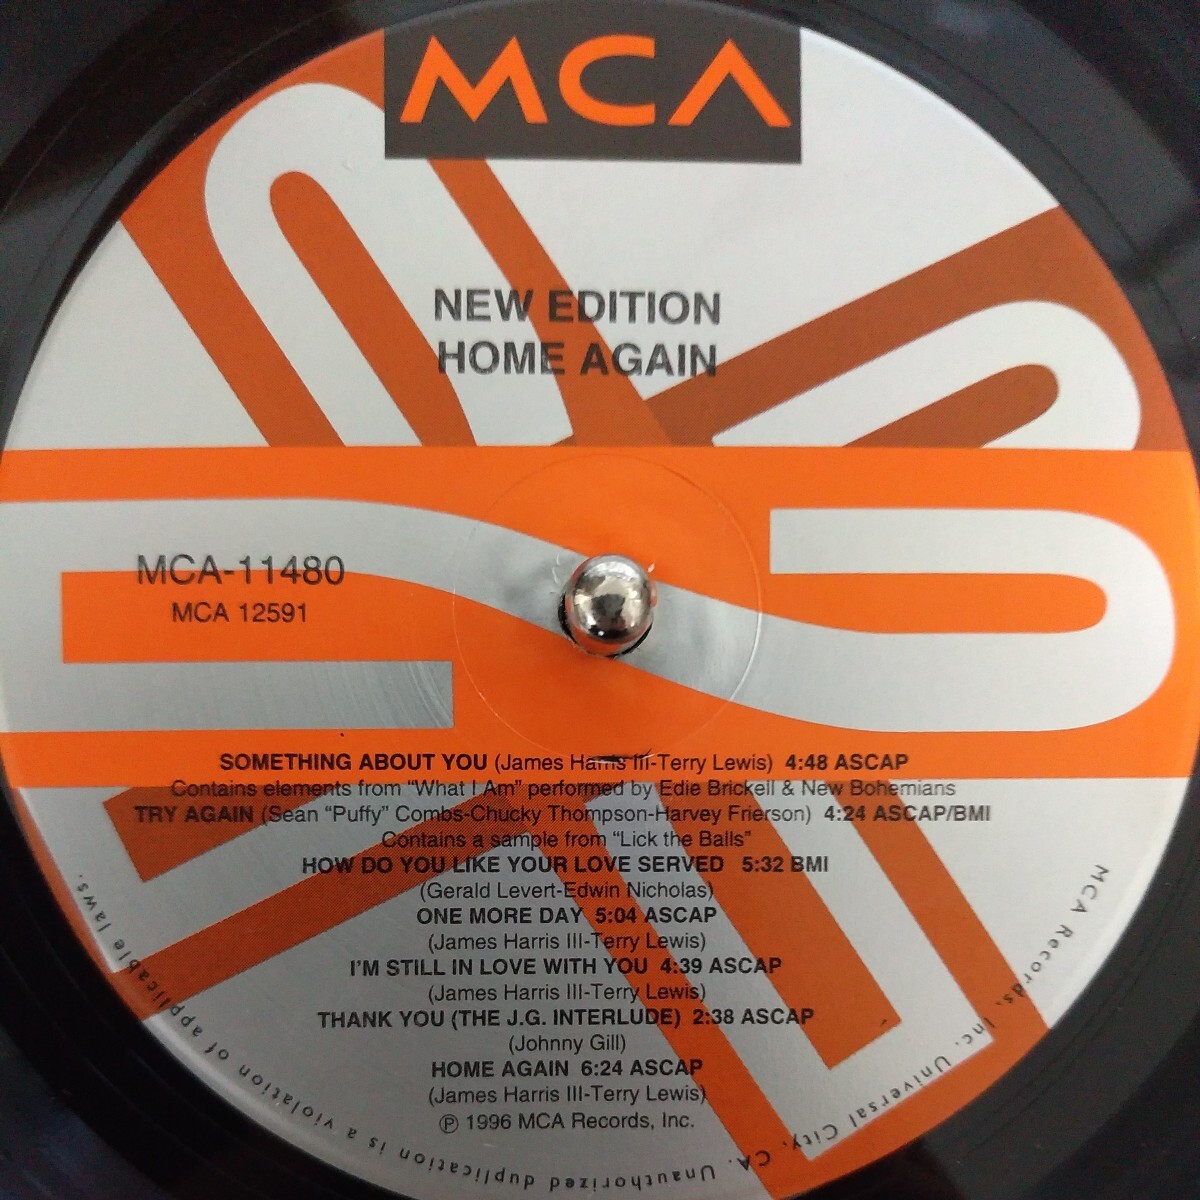 MCA
NEW EDITION
HOME AGAIN
MCA-11480
MCA 12591
SOMETHING ABOUT YOU (James Harris III-Terry Lewis) 4:48 ASCAP
Contains elements from “What I Am” performed by Edie Brickell & New Bohemians
TRY AGAIN (Sean “Puffy” Combs-Chucky Thompson-Harvey Frierson) 4:24 ASCAP/BMI
Contains a sample from “Lick the Balls”
HOW DO YOU LIKE YOUR LOVE SERVED 5:32 BMI
(Gerald Levert-Edwin Nicholas)
ONE MORE DAY 5:04 ASCAP
(James Harris III-Terry Lewis)
I'M STILL IN LOVE WITH YOU 4:39 ASCAP
(James Harris III-Terry Lewis)
THANK YOU (THE J.G. INTERLUDE) 2:38 ASCAP
(Johnny Gill)
HOME AGAIN 6:24 ASCAP
(James Harris III-Terry Lewis)
℗ 1996 MCA Records, Inc.
MCA Records, Inc. Universal City, CA. Unauthorized duplication is a violation of applicable laws.